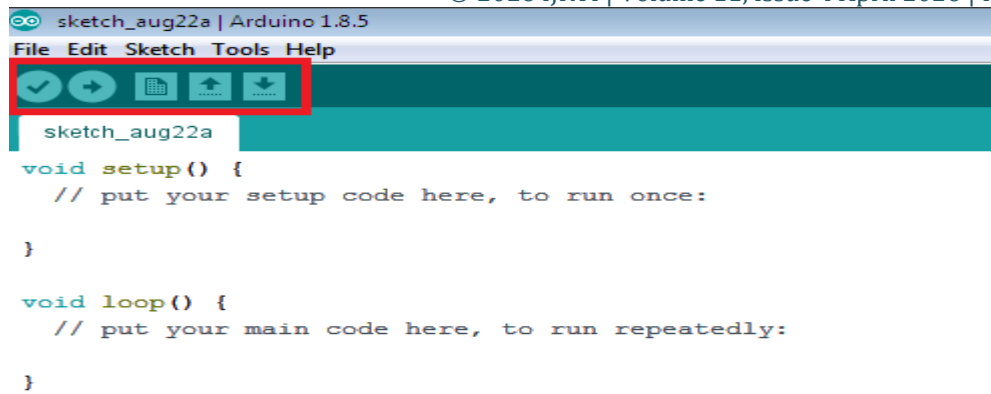 sketch_aug22a | Arduino 1.8.5
File Edit Sketch Tools Help
sketch_aug22a
void setup() {
  // put your setup code here, to run once:
}
void loop() {
  // put your main code here, to run repeatedly:
}